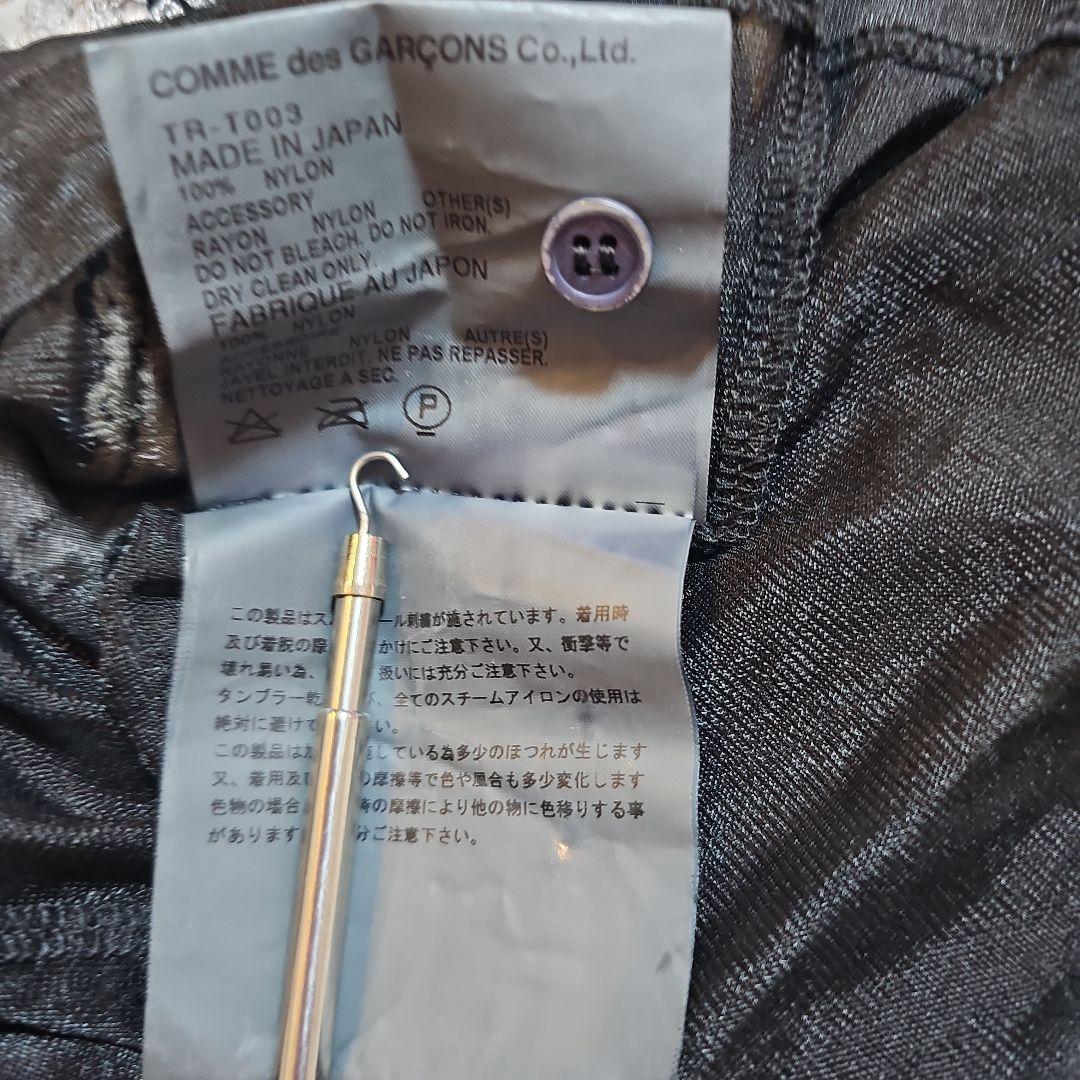 COMME des GARÇONS Co.,Ltd.
TR-T003
MADE IN JAPAN
100% NYLON
ACCESSORY
RAYON NYLON OTHER(S)
DO NOT BLEACH. DO NOT IRON.
DRY CLEAN ONLY.
FABRIQUE AU JAPON
100% NYLON
ACCESSOIRE
RAYONNE NYLON AUTRE(S)
JAVEL INTERDIT. NE PAS REPASSER.
NETTOYAGE A SEC.
P
この製品はス ール刺繍が施されています。着用時
及び着脱の際 かけにご注意下さい。又、衝撃等で
壊れ易い為、 扱いには充分ご注意下さい。
タンブラー乾 全てのスチームアイロンの使用は
絶対に避けて い。
この製品は している為多少のほつれが生じます
又、着用及び の摩擦等で色や風合も多少変化します
色物の場合 の摩擦により他の物に色移りする事
があります 分ご注意下さい。